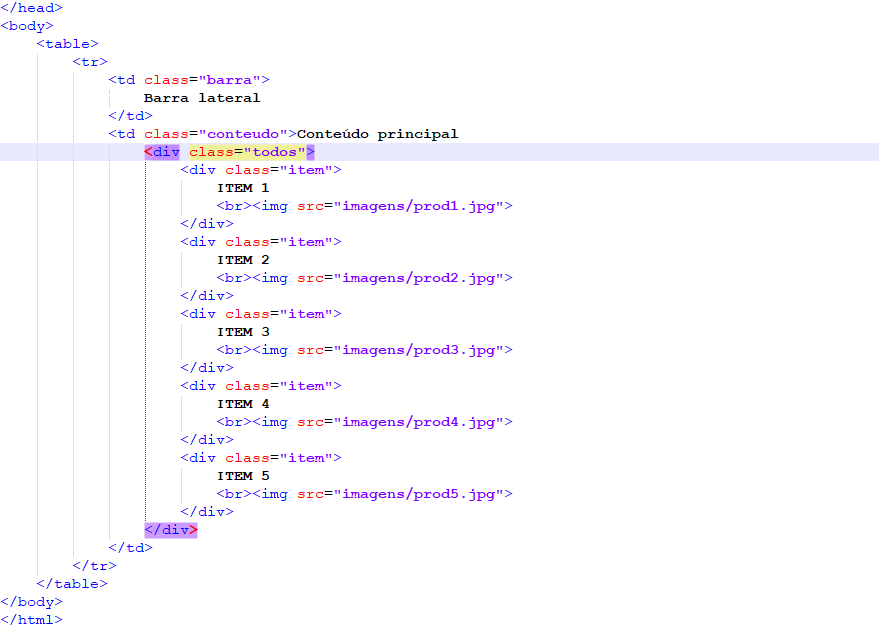 </head>
<body>
    <table>
        <tr>
            <td class="barra">
                Barra lateral
            </td>
            <td class="conteudo">Conteúdo principal
                <div class="todos">
                    <div class="item">
                        ITEM 1
                        <br><img src="imagens/prod1.jpg">
                    </div>
                    <div class="item">
                        ITEM 2
                        <br><img src="imagens/prod2.jpg">
                    </div>
                    <div class="item">
                        ITEM 3
                        <br><img src="imagens/prod3.jpg">
                    </div>
                    <div class="item">
                        ITEM 4
                        <br><img src="imagens/prod4.jpg">
                    </div>
                    <div class="item">
                        ITEM 5
                        <br><img src="imagens/prod5.jpg">
                    </div>
                </div>
            </td>
        </tr>
    </table>
</body>
</html>